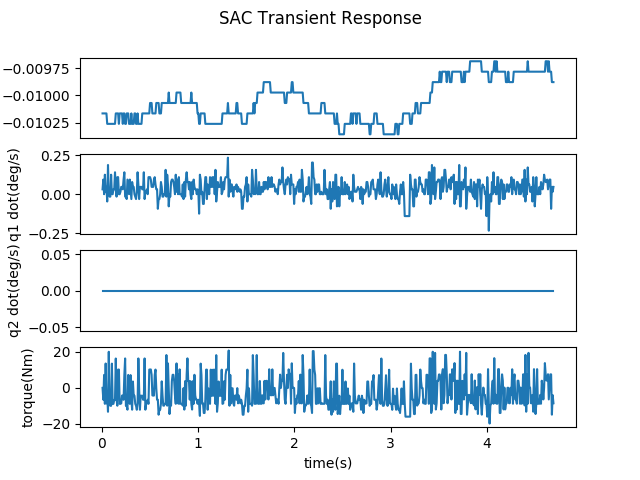 SAC Transient Response
−0.00975
−0.01000
−0.01025
0.25
0.00
−0.25
q1 dot(deg/s)
0.05
0.00
−0.05
q2 dot(deg/s)
20
0
−20
torque(Nm)
0 1 2 3 4
time(s)